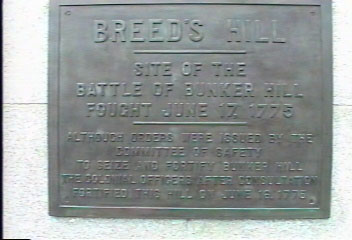 BREED'S HILL
SITE OF THE
BATTLE OF BUNKER HILL
FOUGHT JUNE 17, 1775
ALTHOUGH ORDERS WERE ISSUED BY THE
COMMITTEE OF SAFETY
TO SEIZE AND FORTIFY BUNKER HILL
THE COLONIAL OFFICERS AFTER CONSULTATION
FORTIFIED THIS HILL ON JUNE 16, 1775